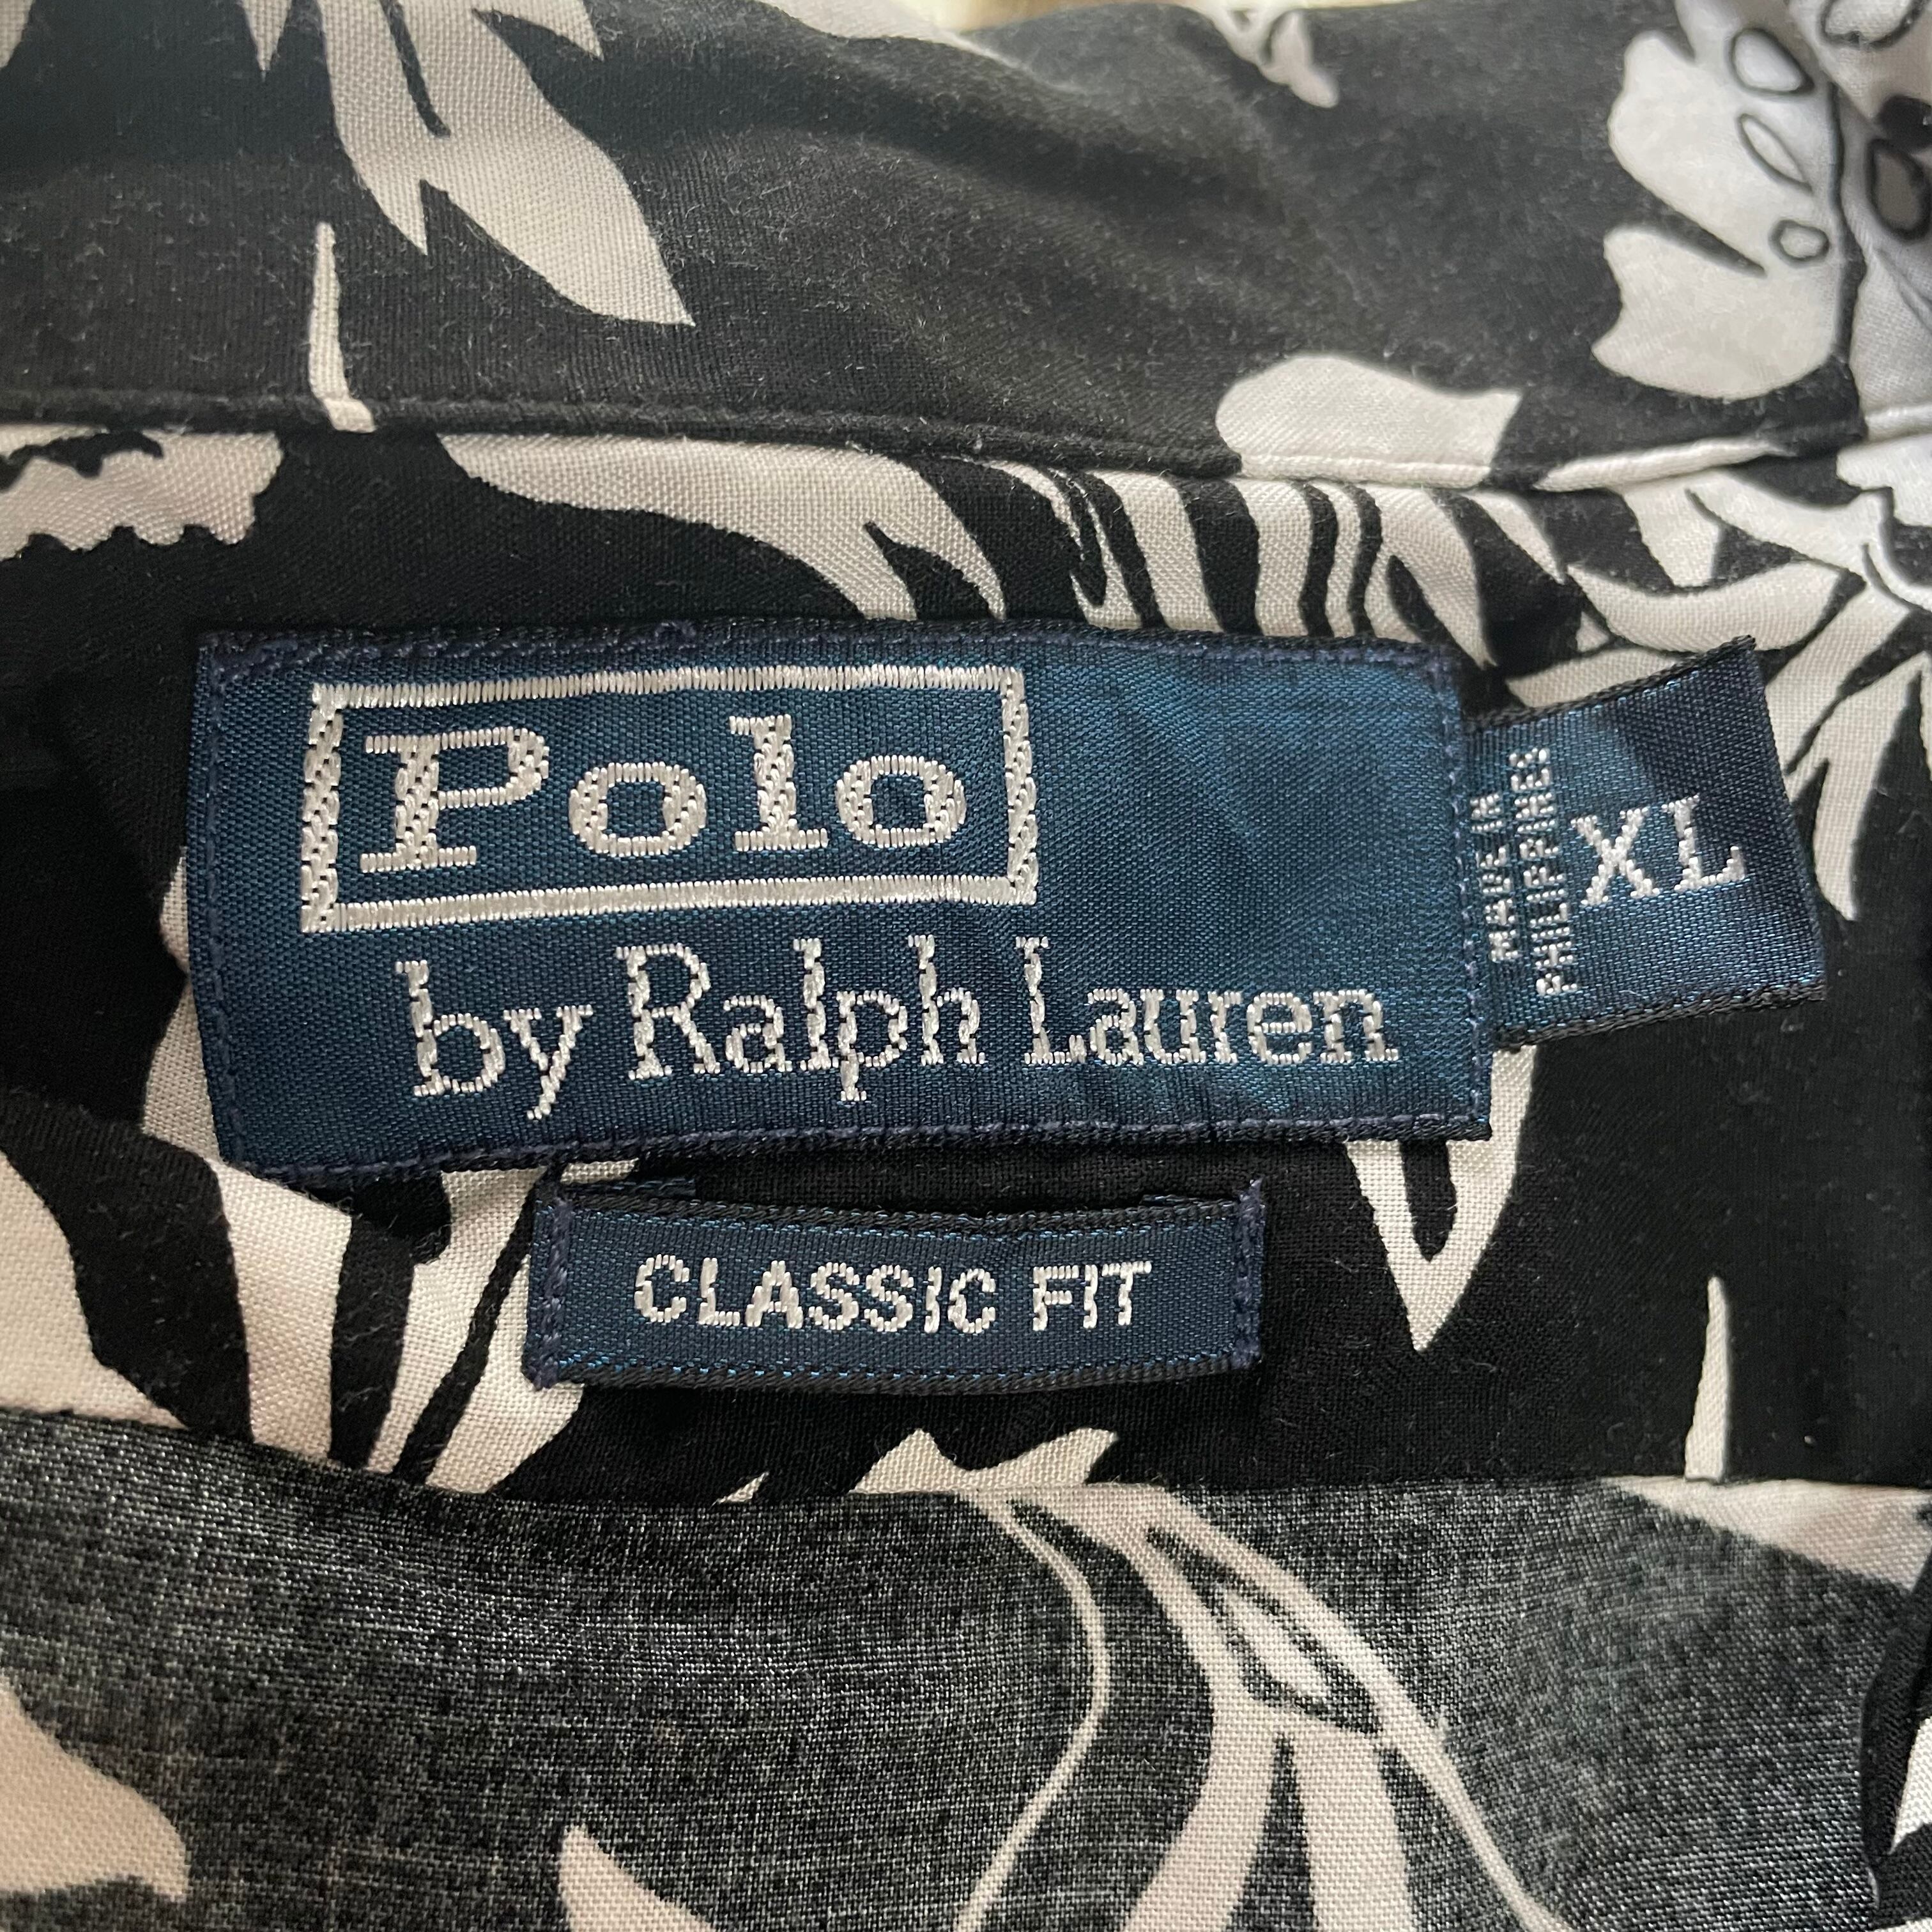 Polo
by Ralph Lauren
MADE IN
PHILIPPINES
XL
CLASSIC FIT